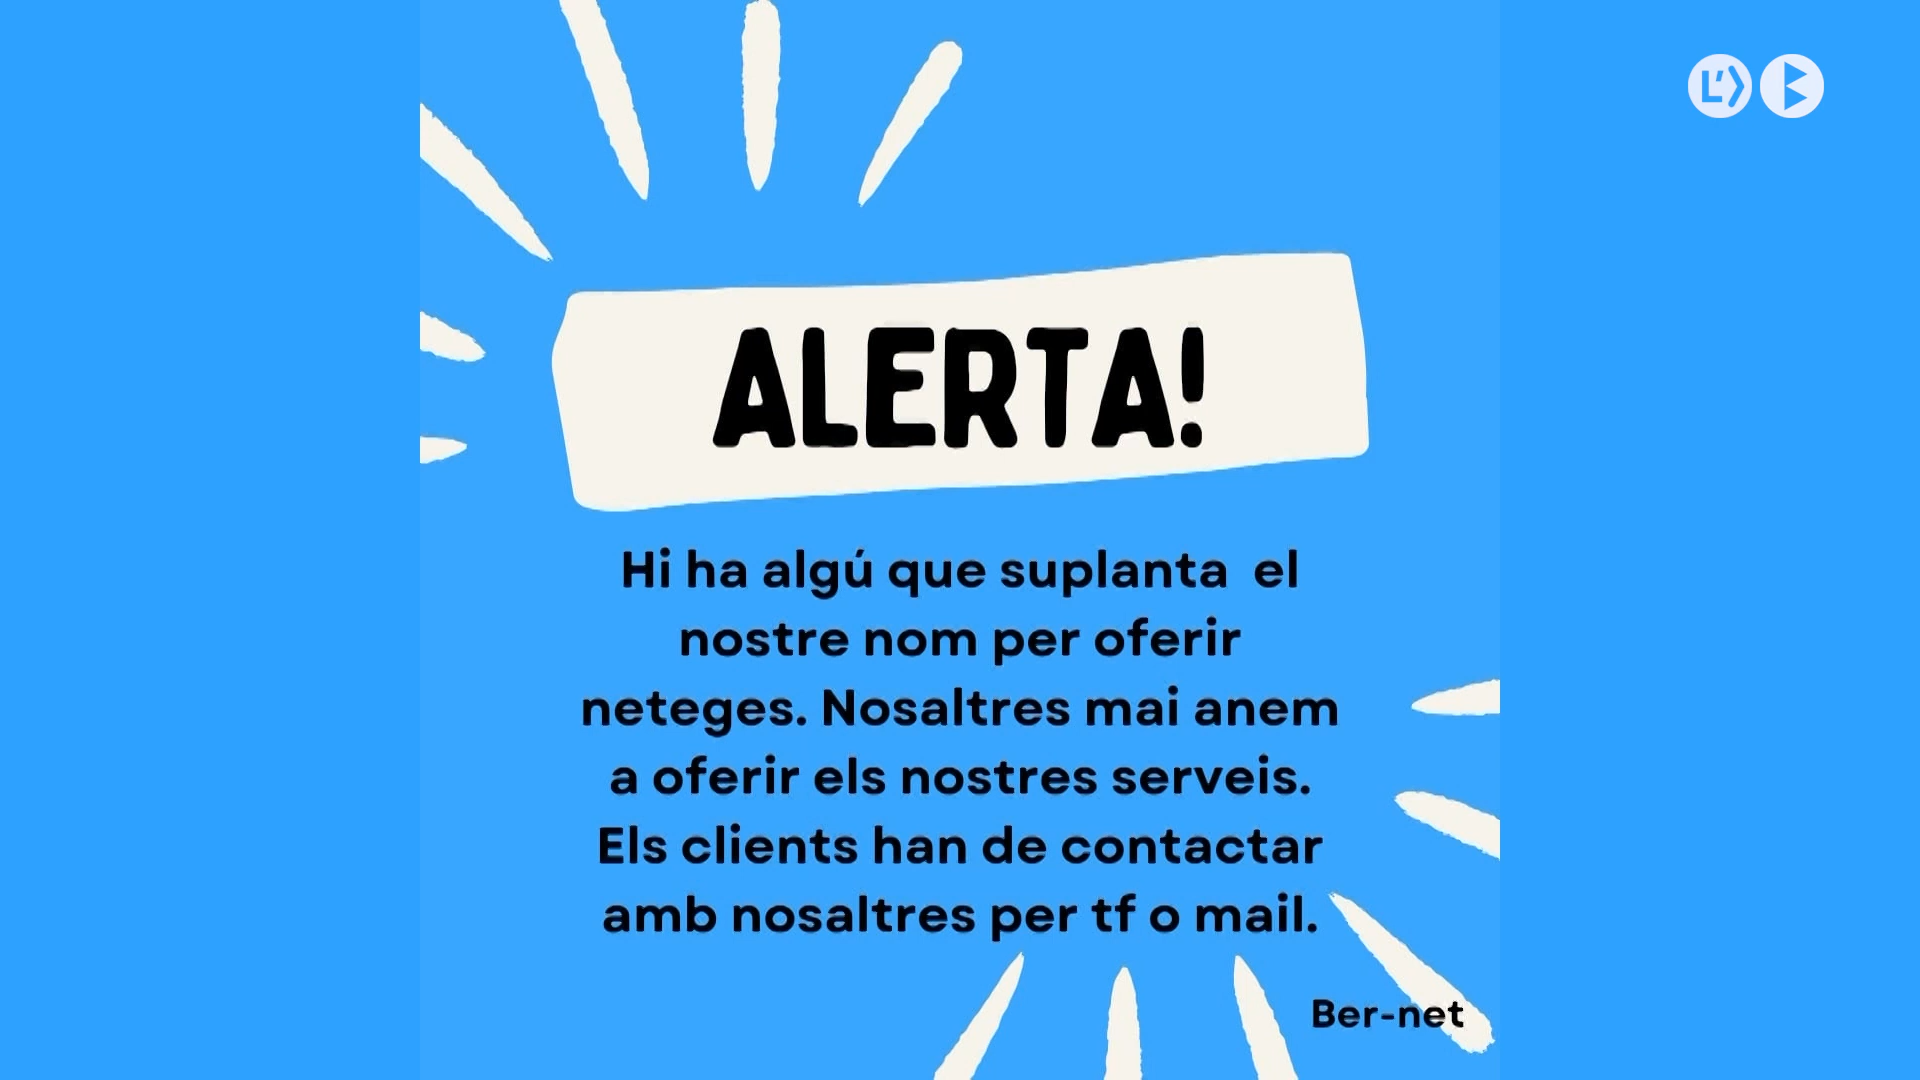 ALERTA!
Hi ha algú que suplanta el
nostre nom per oferir
neteges. Nosaltres mai anem
a oferir els nostres serveis.
Els clients han de contactar
amb nosaltres per tf o mail.
Ber-net